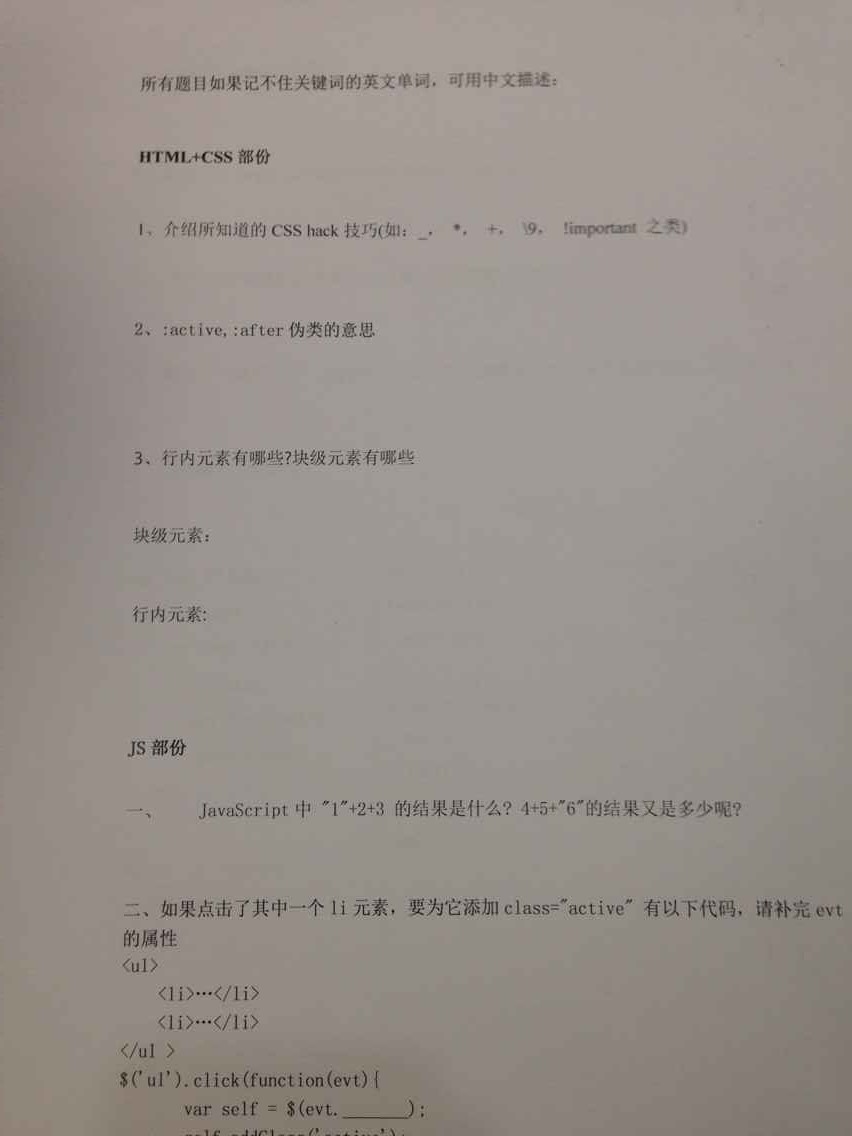 所有题目如果记不住关键词的英文单词，可用中文描述：
HTML+CSS 部份
1、介绍所知道的 CSS hack 技巧(如：_， *， +， \9， !important 之类)
2、:active,:after 伪类的意思
3、行内元素有哪些?块级元素有哪些
块级元素：
行内元素:
JS 部份
一、 JavaScript 中 "1"+2+3 的结果是什么? 4+5+"6"的结果又是多少呢?
二、如果点击了其中一个 li 元素，要为它添加 class="active" 有以下代码，请补完 evt
的属性
<ul>
<li>…</li>
<li>…</li>
</ul >
$('ul').click(function(evt){
var self = $(evt.______);
self.addClass('active');